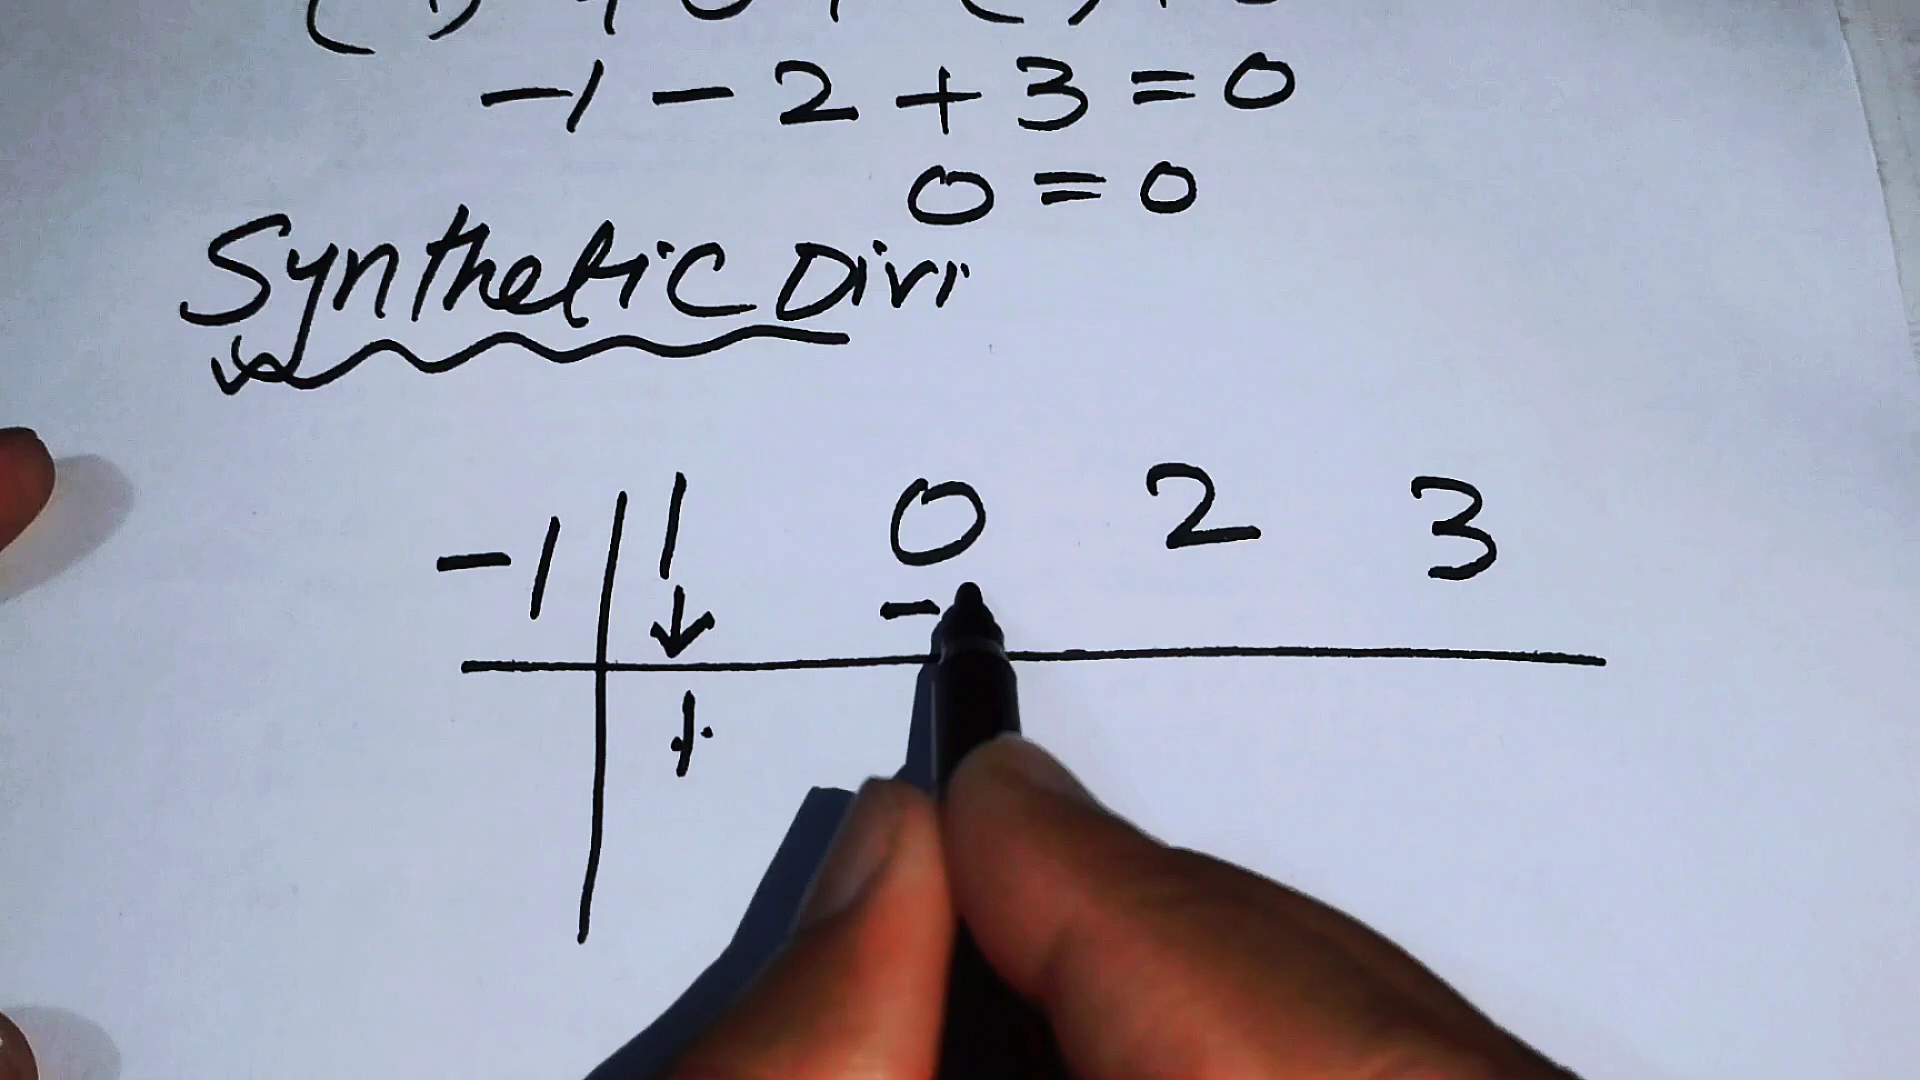 -1 - 2 + 3 = 0
0 = 0
Synthetic Divi
-1 | 1 0 2 3
-
1